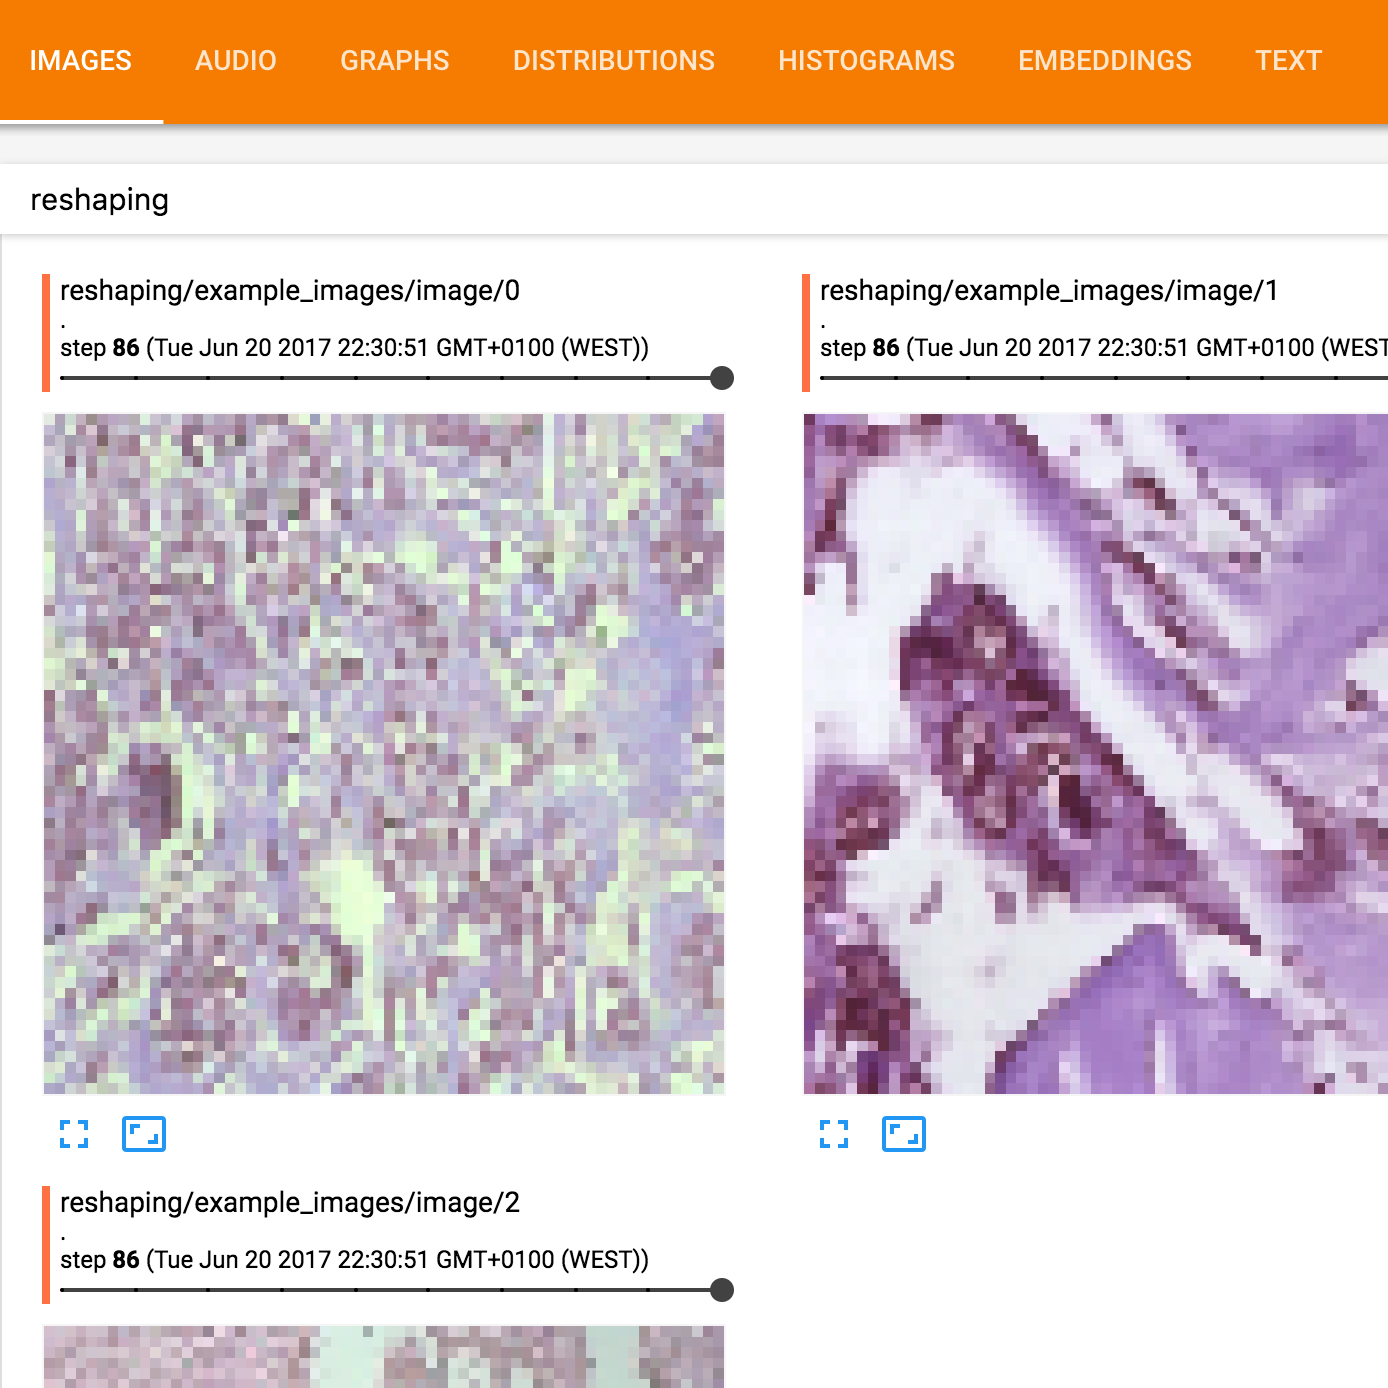 IMAGES AUDIO GRAPHS DISTRIBUTIONS HISTOGRAMS EMBEDDINGS TEXT
reshaping
reshaping/example_images/image/0
.
step 86 (Tue Jun 20 2017 22:30:51 GMT+0100 (WEST))
reshaping/example_images/image/1
.
step 86 (Tue Jun 20 2017 22:30:51 GMT+0100 (WEST
reshaping/example_images/image/2
.
step 86 (Tue Jun 20 2017 22:30:51 GMT+0100 (WEST))